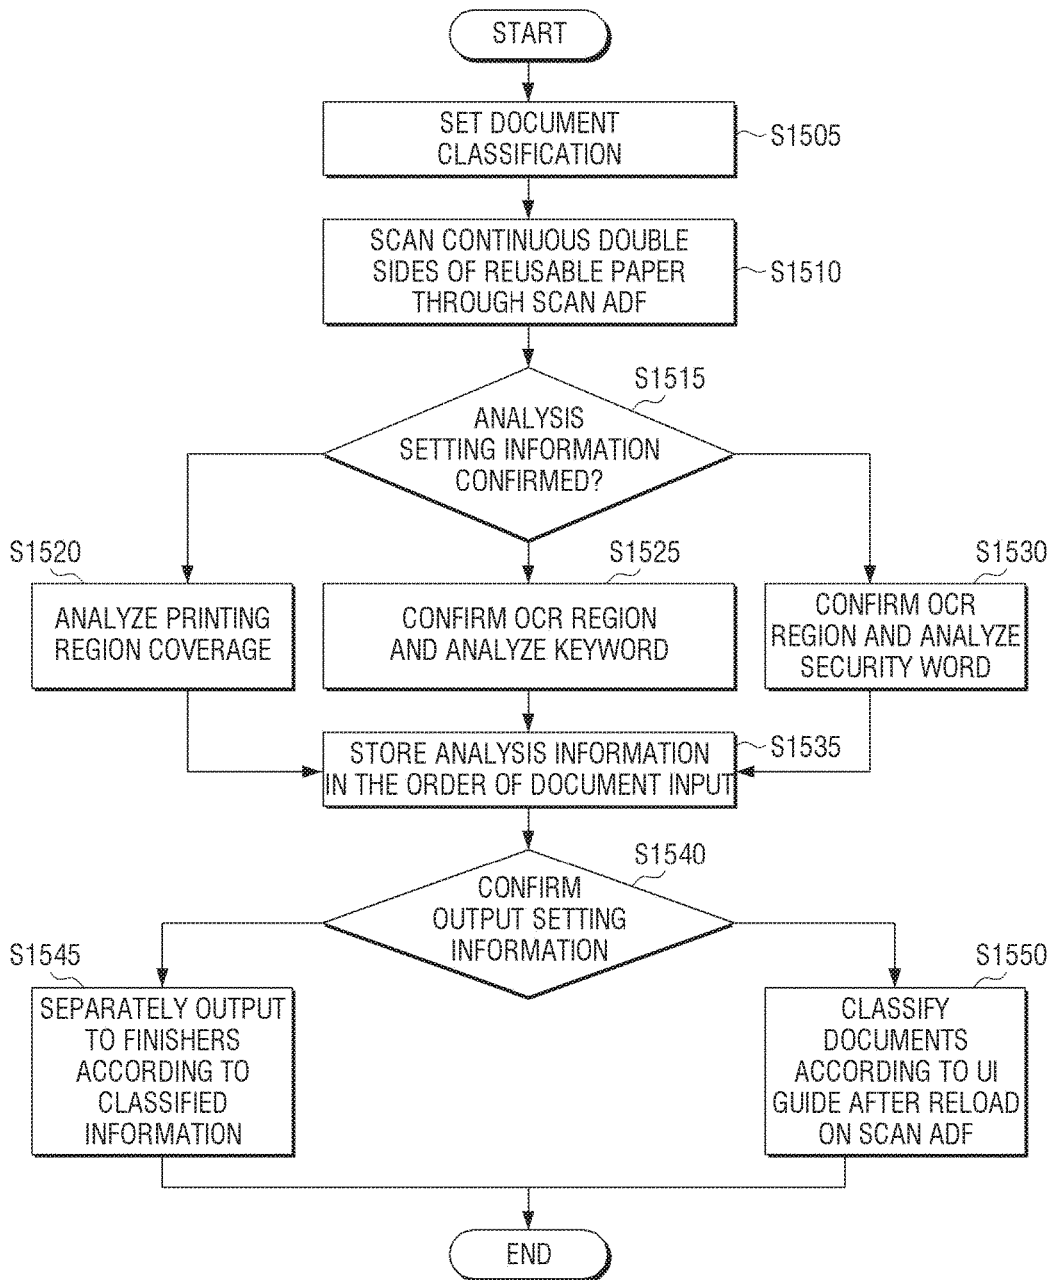 START
SET DOCUMENT
CLASSIFICATION
S1505
SCAN CONTINUOUS DOUBLE
SIDES OF REUSABLE PAPER
THROUGH SCAN ADF
S1510
S1515
ANALYSIS
SETTING INFORMATION
CONFIRMED?
S1520
ANALYZE PRINTING
REGION COVERAGE
S1525
CONFIRM OCR REGION
AND ANALYZE KEYWORD
S1530
CONFIRM OCR
REGION AND ANALYZE
SECURITY WORD
STORE ANALYSIS INFORMATION
IN THE ORDER OF DOCUMENT INPUT
S1535
S1540
CONFIRM
OUTPUT SETTING
INFORMATION
S1545
SEPARATELY OUTPUT
TO FINISHERS
ACCORDING TO
CLASSIFIED
INFORMATION
S1550
CLASSIFY
DOCUMENTS
ACCORDING TO UI
GUIDE AFTER RELOAD
ON SCAN ADF
END